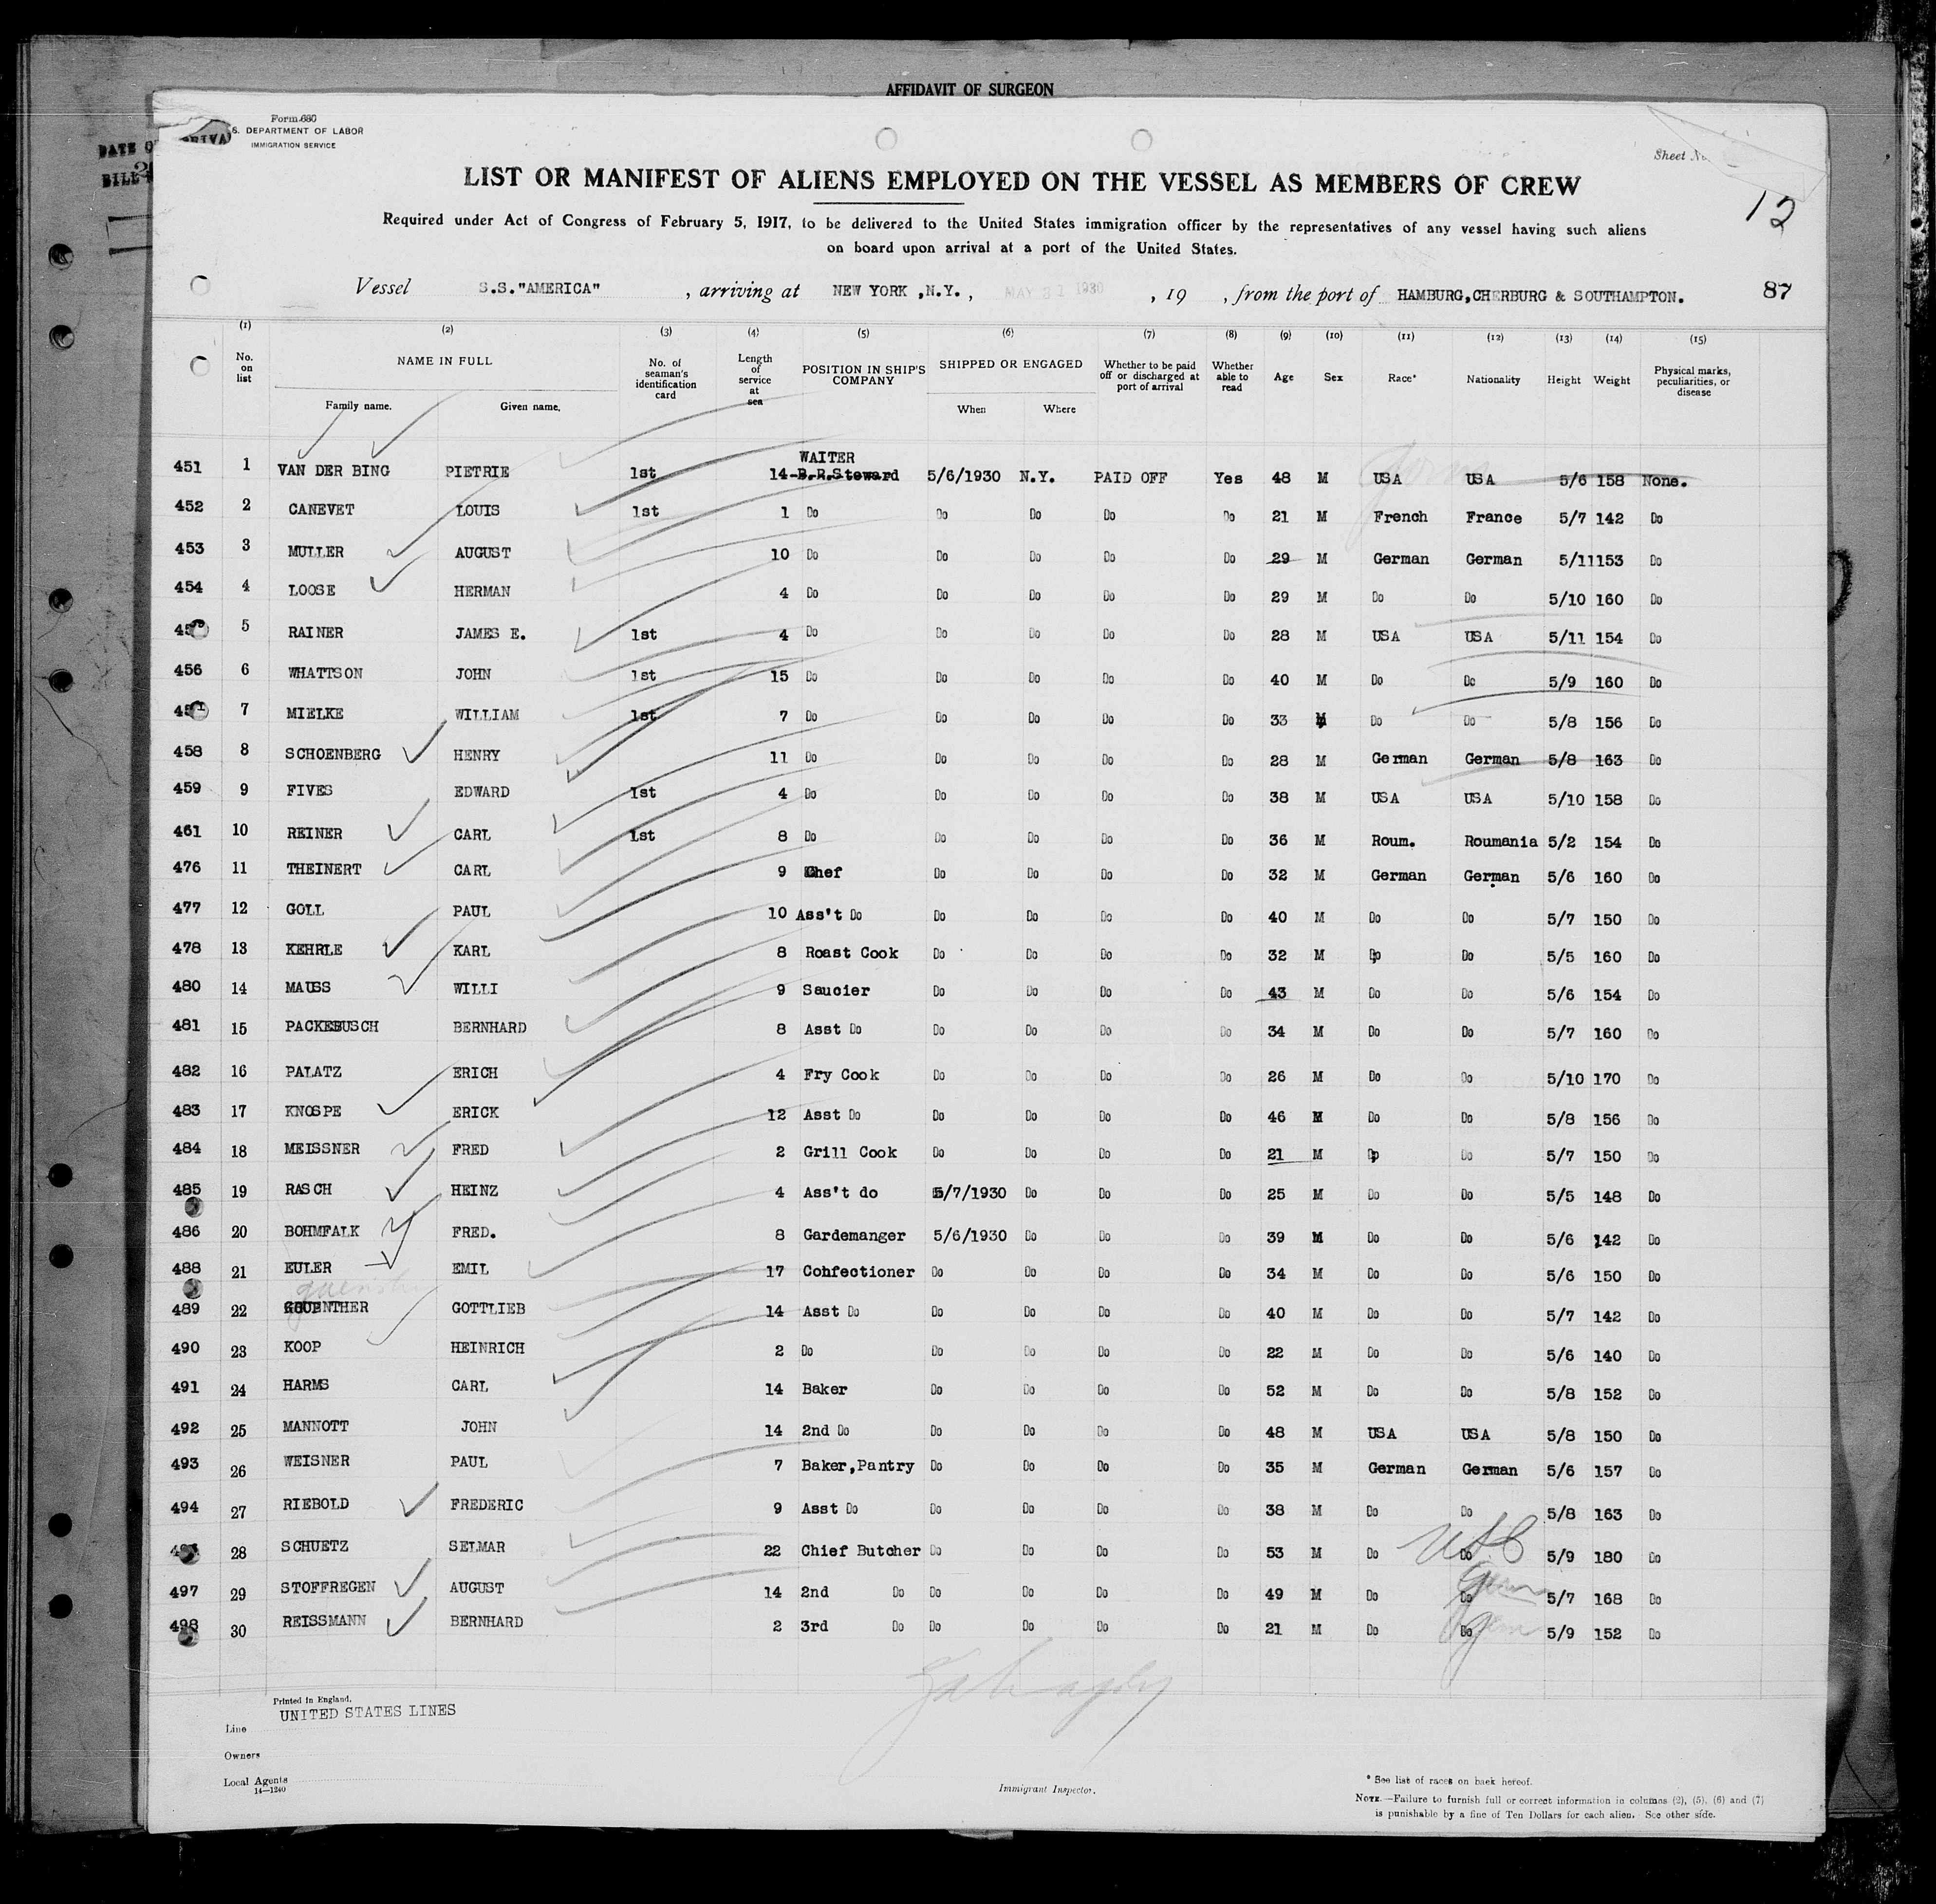 AFFIDAVIT OF SURGEON
Form 680
S. DEPARTMENT OF LABOR
IMMIGRATION SERVICE
DATE O
BILL
Sheet No.
12
LIST OR MANIFEST OF ALIENS EMPLOYED ON THE VESSEL AS MEMBERS OF CREW
Required under Act of Congress of February 5, 1917, to be delivered to the United States immigration officer by the representatives of any vessel having such aliens
on board upon arrival at a port of the United States.
Vessel S.S."AMERICA" , arriving at NEW YORK ,N.Y., MAY 31 1930 , 19 , from the port of HAMBURG,CHERBURG & SOUTHAMPTON. 87
(1) (2) (3) (4) (5) (6) (7) (8) (9) (10) (11) (12) (13) (14) (15)
No. on list NAME IN FULL Family name. Given name. No. of seaman's identification card Length of service at sea POSITION IN SHIP'S COMPANY SHIPPED OR ENGAGED When Where Whether to be paid off or discharged at port of arrival Whether able to read Age Sex Race* Nationality Height Weight Physical marks, peculiarities, or disease
WAITER
451 1 VAN DER BING PIETRIE 1st 14 B.R.Steward 5/6/1930 N.Y. PAID OFF Yes 48 M USA USA 5/6 158 None.
452 2 CANEVET LOUIS 1st 1 Do Do Do Do Do 21 M French France 5/7 142 Do
453 3 MULLER AUGUST 10 Do Do Do Do Do 29 M German German 5/11 153 Do
454 4 LOOSE HERMAN 4 Do Do Do Do Do 29 M Do Do 5/10 160 Do
45 5 RAINER JAMES E. 1st 4 Do Do Do Do Do 28 M USA USA 5/11 154 Do
456 6 WHATTSON JOHN 1st 15 Do Do Do Do Do 40 M Do Do 5/9 160 Do
45 7 MIELKE WILLIAM 1st 7 Do Do Do Do Do 33 M Do Do 5/8 156 Do
458 8 SCHOENBERG HENRY 11 Do Do Do Do Do 28 M German German 5/8 163 Do
459 9 FIVES EDWARD 1st 4 Do Do Do Do Do 38 M USA USA 5/10 158 Do
461 10 REINER CARL 1st 8 Do Do Do Do Do 36 M Roum. Roumania 5/2 154 Do
476 11 THEINERT CARL 9 Chef Do Do Do Do 32 M German German 5/6 160 Do
477 12 GOLL PAUL 10 Ass't Do Do Do Do Do 40 M Do Do 5/7 150 Do
478 13 KEHRLE KARL 8 Roast Cook Do Do Do Do 32 M Do Do 5/5 160 Do
480 14 MAUSS WILLI 9 Saucier Do Do Do Do 43 M Do Do 5/6 154 Do
481 15 PACKEBUSCH BERNHARD 8 Asst Do Do Do Do Do 34 M Do Do 5/7 160 Do
482 16 PALATZ ERICH 4 Fry Cook Do Do Do Do 26 M Do Do 5/10 170 Do
483 17 KNOSPE ERICK 12 Asst Do Do Do Do Do 46 M Do Do 5/8 156 Do
484 18 MEISSNER FRED 2 Grill Cook Do Do Do Do 21 M Do Do 5/7 150 Do
485 19 RASCH HEINZ 4 Ass't do 5/7/1930 Do Do Do 25 M Do Do 5/5 148 Do
486 20 BOHMFALK FRED. 8 Gardemanger 5/6/1930 Do Do Do 39 M Do Do 5/6 142 Do
488 21 EULER EMIL 17 Cohfectioner Do Do Do Do 34 M Do Do 5/6 150 Do
489 22 GUENTHER GOTTLIEB 14 Asst Do Do Do Do Do 40 M Do Do 5/7 142 Do
490 23 KOOP HEINRICH 2 Do Do Do Do Do 22 M Do Do 5/6 140 Do
491 24 HARMS CARL 14 Baker Do Do Do Do 52 M Do Do 5/8 152 Do
492 25 MANNOTT JOHN 14 2nd Do Do Do Do Do 48 M USA USA 5/8 150 Do
493 26 WEISNER PAUL 7 Baker,Pantry Do Do Do Do 35 M German German 5/6 157 Do
494 27 RIEBOLD FREDERIC 9 Asst Do Do Do Do Do 38 M Do Do 5/8 163 Do
28 SCHUETZ SELMAR 22 Chief Butcher Do Do Do Do 53 M Do Do 5/9 180 Do
497 29 STOFFREGEN AUGUST 14 2nd Do Do Do Do Do 49 M Do Do 5/7 168 Do
498 30 REISSMANN BERNHARD 2 3rd Do Do Do Do Do 21 M Do Do 5/9 152 Do
Printed in England.
Line UNITED STATES LINES
Owners
Local Agents
14—1240
Immigrant Inspector.
* See list of races on back hereof.
NOTE.—Failure to furnish full or correct information in columns (2), (5), (6) and (7)
is punishable by a fine of Ten Dollars for each alien. See other side.